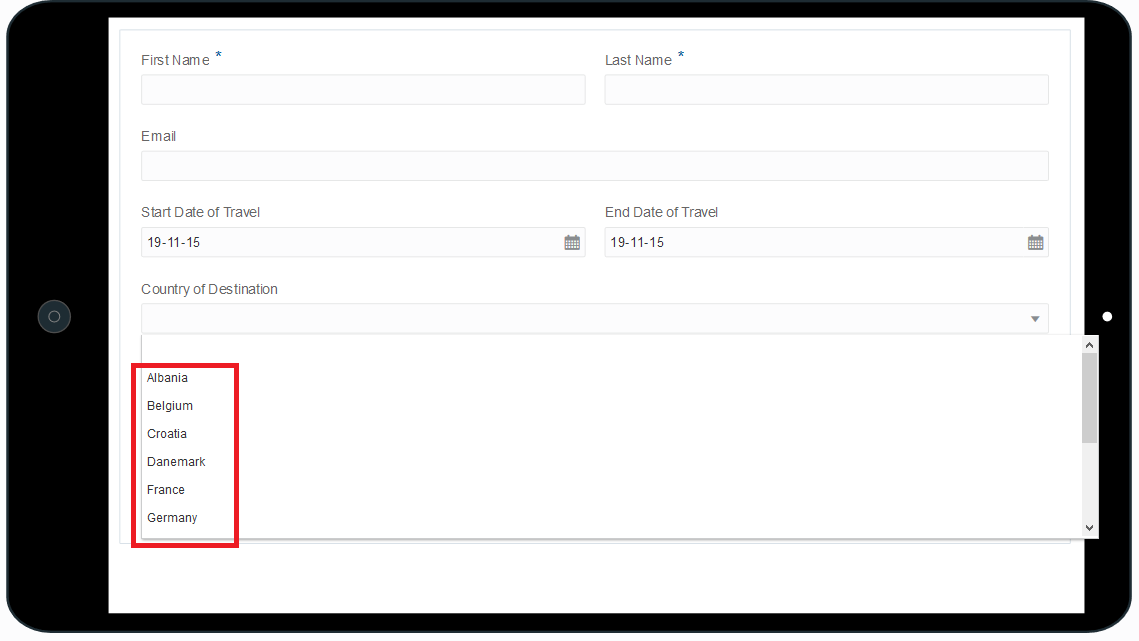 First Name * Last Name *
Email
Start Date of Travel End Date of Travel
19-11-15 19-11-15
Country of Destination
Albania
Belgium
Croatia
Danemark
France
Germany